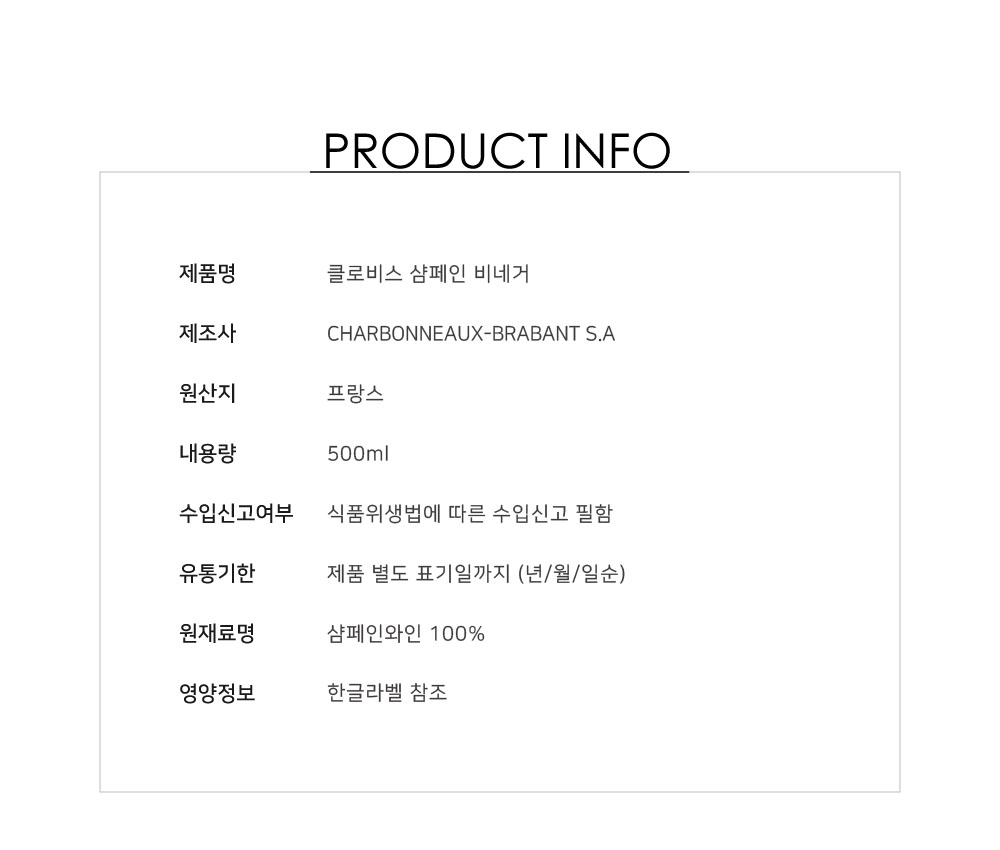 PRODUCT INFO
제품명 클로비스 샴페인 비네거
제조사 CHARBONNEAUX-BRABANT S.A
원산지 프랑스
내용량 500ml
수입신고여부 식품위생법에 따른 수입신고 필함
유통기한 제품 별도 표기일까지 (년/월/일순)
원재료명 샴페인와인 100%
영양정보 한글라벨 참조